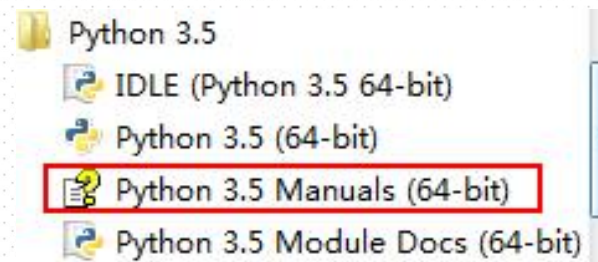 Python 3.5
IDLE (Python 3.5 64-bit)
Python 3.5 (64-bit)
Python 3.5 Manuals (64-bit)
Python 3.5 Module Docs (64-bit)